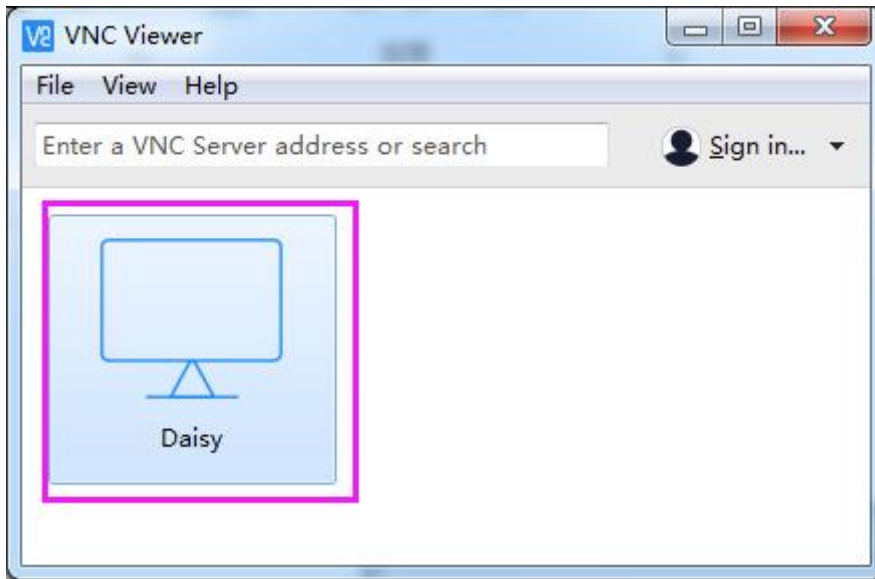 VNC Viewer
File View Help
Enter a VNC Server address or search
Sign in...
Daisy